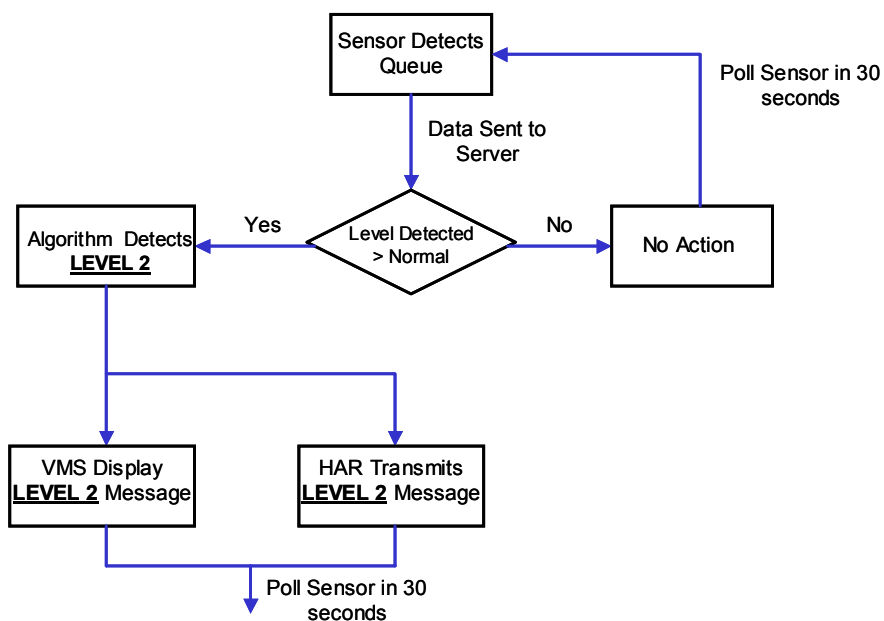 Sensor Detects
Queue
Poll Sensor in 30
seconds
Data Sent to
Server
Yes
No
Algorithm Detects
LEVEL 2
Level Detected
> Normal
No Action
VMS Display
LEVEL 2 Message
HAR Transmits
LEVEL 2 Message
Poll Sensor in 30
seconds